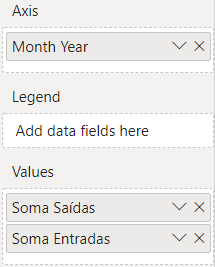 Axis
Month Year
Legend
Add data fields here
Values
Soma Saídas
Soma Entradas